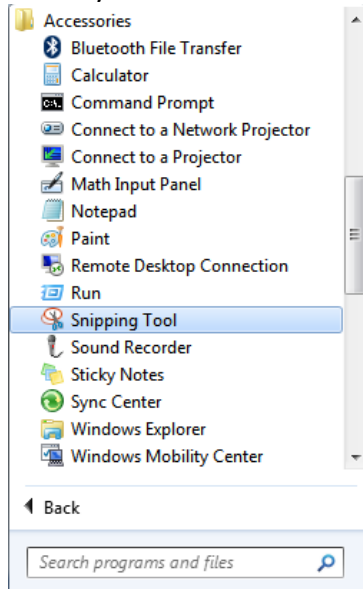 Accessories
Bluetooth File Transfer
Calculator
Command Prompt
Connect to a Network Projector
Connect to a Projector
Math Input Panel
Notepad
Paint
Remote Desktop Connection
Run
Snipping Tool
Sound Recorder
Sticky Notes
Sync Center
Windows Explorer
Windows Mobility Center
Back
Search programs and files